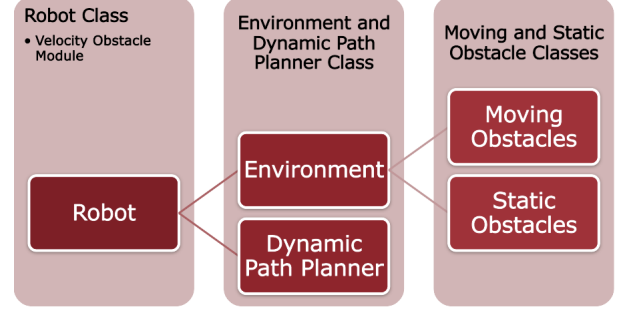 Robot Class
• Velocity Obstacle
Module
Robot
Environment and
Dynamic Path
Planner Class
Environment
Dynamic
Path Planner
Moving and Static
Obstacle Classes
Moving
Obstacles
Static
Obstacles